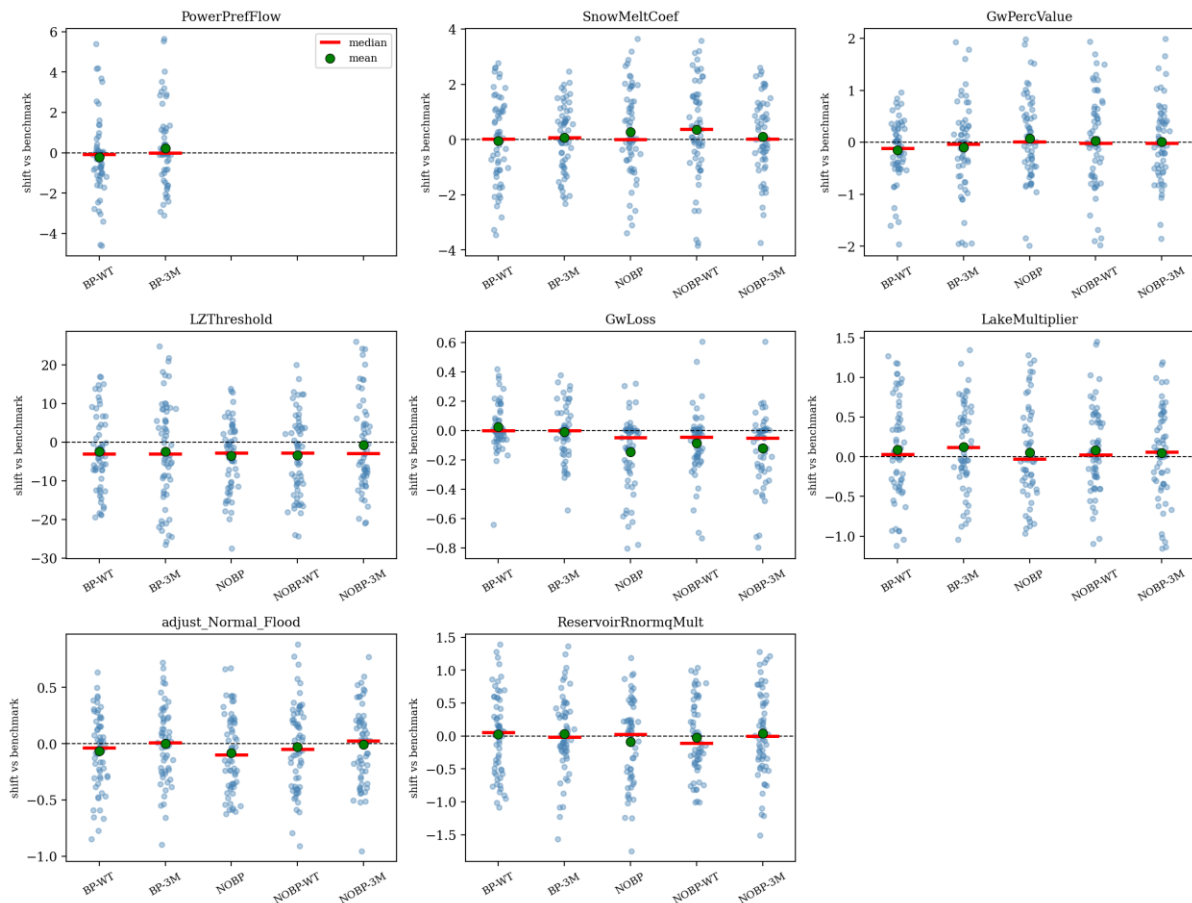 PowerPrefFlow
SnowMeltCoef
GwPercValue
shift vs benchmark
6
4
2
0
−2
−4
median
mean
BP-WT
BP-3M
shift vs benchmark
4
2
0
−2
−4
BP-WT
BP-3M
NOBP
NOBP-WT
NOBP-3M
shift vs benchmark
2
1
0
−1
−2
BP-WT
BP-3M
NOBP
NOBP-WT
NOBP-3M
LZThreshold
GwLoss
LakeMultiplier
shift vs benchmark
20
10
0
−10
−20
−30
BP-WT
BP-3M
NOBP
NOBP-WT
NOBP-3M
shift vs benchmark
0.6
0.4
0.2
0.0
−0.2
−0.4
−0.6
−0.8
BP-WT
BP-3M
NOBP
NOBP-WT
NOBP-3M
shift vs benchmark
1.5
1.0
0.5
0.0
−0.5
−1.0
BP-WT
BP-3M
NOBP
NOBP-WT
NOBP-3M
adjust_Normal_Flood
ReservoirRnormqMult
shift vs benchmark
0.5
0.0
−0.5
−1.0
BP-WT
BP-3M
NOBP
NOBP-WT
NOBP-3M
shift vs benchmark
1.5
1.0
0.5
0.0
−0.5
−1.0
−1.5
BP-WT
BP-3M
NOBP
NOBP-WT
NOBP-3M